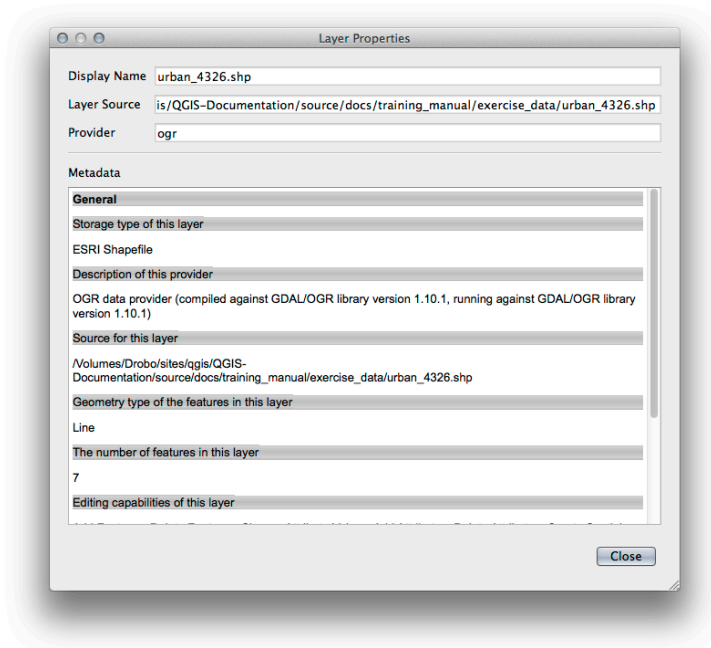 Layer Properties
Display Name urban_4326.shp
Layer Source is/QGIS-Documentation/source/docs/training_manual/exercise_data/urban_4326.shp
Provider ogr
Metadata
General
Storage type of this layer
ESRI Shapefile
Description of this provider
OGR data provider (compiled against GDAL/OGR library version 1.10.1, running against GDAL/OGR library
version 1.10.1)
Source for this layer
/Volumes/Drobo/sites/qgis/QGIS-
Documentation/source/docs/training_manual/exercise_data/urban_4326.shp
Geometry type of the features in this layer
Line
The number of features in this layer
7
Editing capabilities of this layer
Close